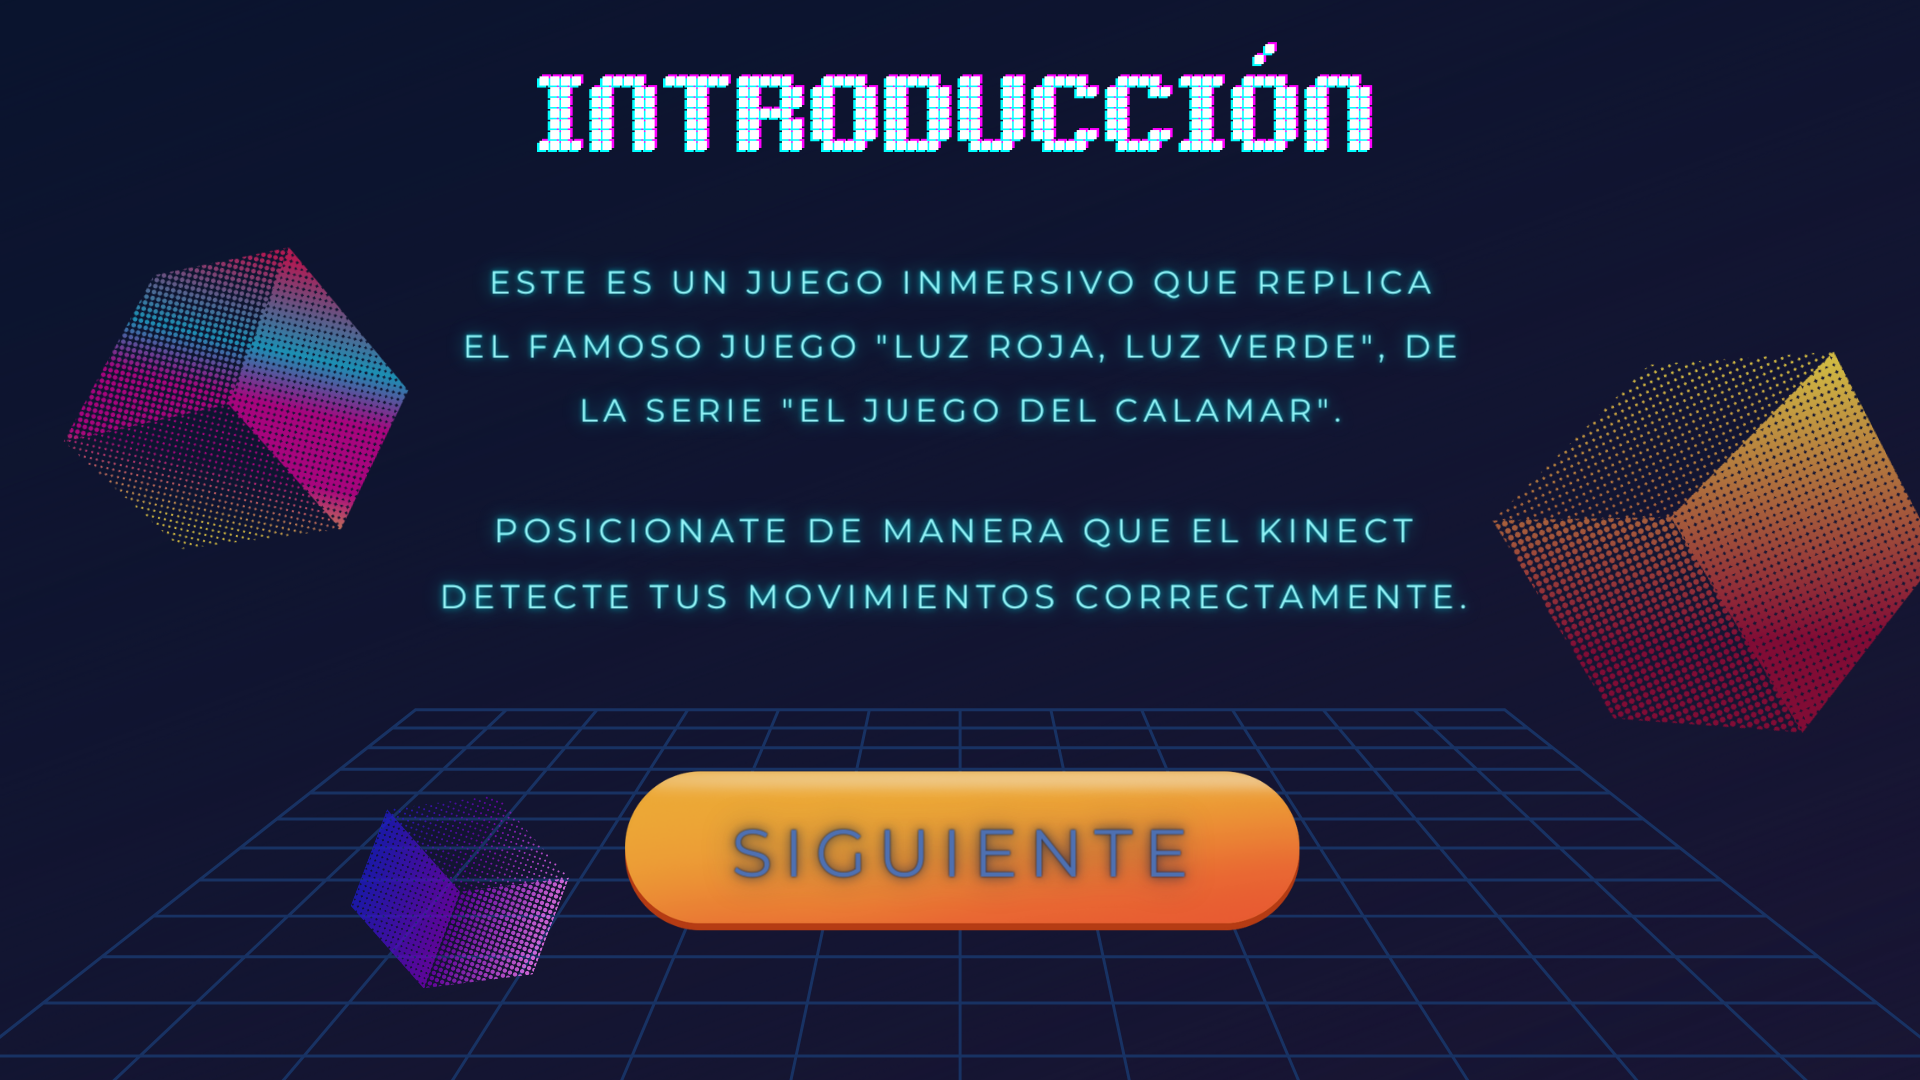 INTRODUCCIÓN
ESTE ES UN JUEGO INMERSIVO QUE REPLICA
EL FAMOSO JUEGO "LUZ ROJA, LUZ VERDE", DE
LA SERIE "EL JUEGO DEL CALAMAR".
POSICIONATE DE MANERA QUE EL KINECT
DETECTE TUS MOVIMIENTOS CORRECTAMENTE.
SIGUIENTE